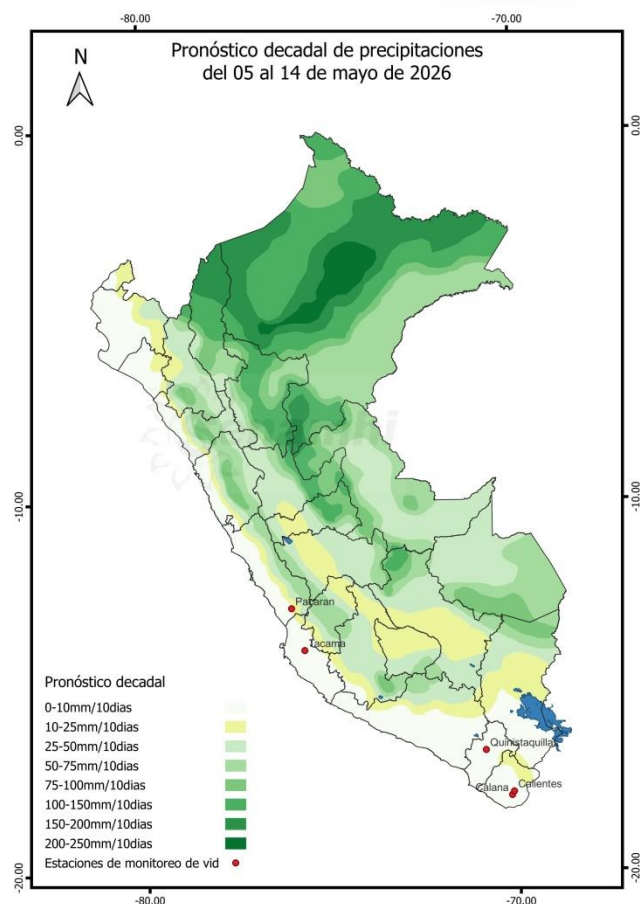 -80.00
-70.00
Pronóstico decadal de precipitaciones
del 05 al 14 de mayo de 2026
N
0.00
0.00
-10.00
-10.00
Pacaran
Tacama
Quinistaquillas
Calana
Calientes
Pronóstico decadal
0-10mm/10dias
10-25mm/10dias
25-50mm/10dias
50-75mm/10dias
75-100mm/10dias
100-150mm/10dias
150-200mm/10dias
200-250mm/10dias
Estaciones de monitoreo de vid
-20.00
-20.00
-80.00
-70.00